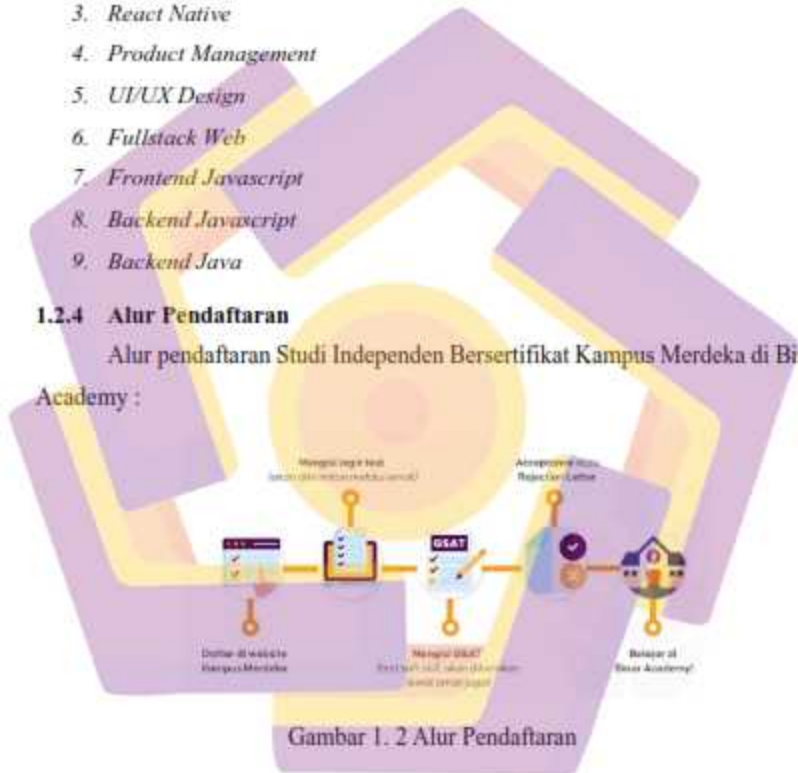 3. React Native
4. Product Management
5. UI/UX Design
6. Fullstack Web
7. Frontend Javascript
8. Backend Javascript
9. Backend Java
1.2.4 Alur Pendaftaran
Alur pendaftaran Studi Independen Bersertifikat Kampus Merdeka di Bi
Academy :
Mengisi logic test
Rejection Letter
GSAT
Daftar di website
Kampus Merdeka
Mengisi GSAT
Belajar di
Binar Academy!
Gambar 1. 2 Alur Pendaftaran